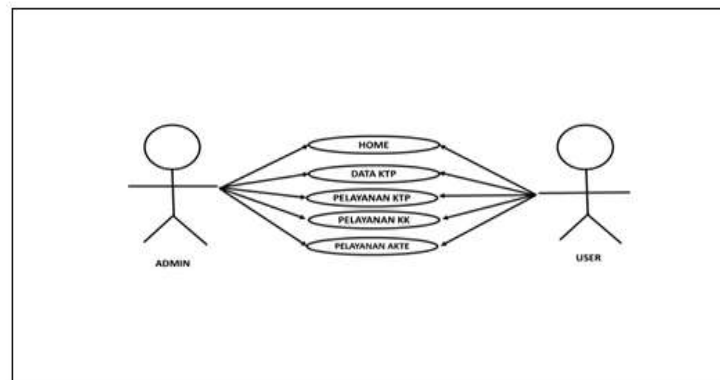 HOME
DATA KTP
PELAYANAN KTP
PELAYANAN KK
PELAYANAN AKTE
ADMIN
USER